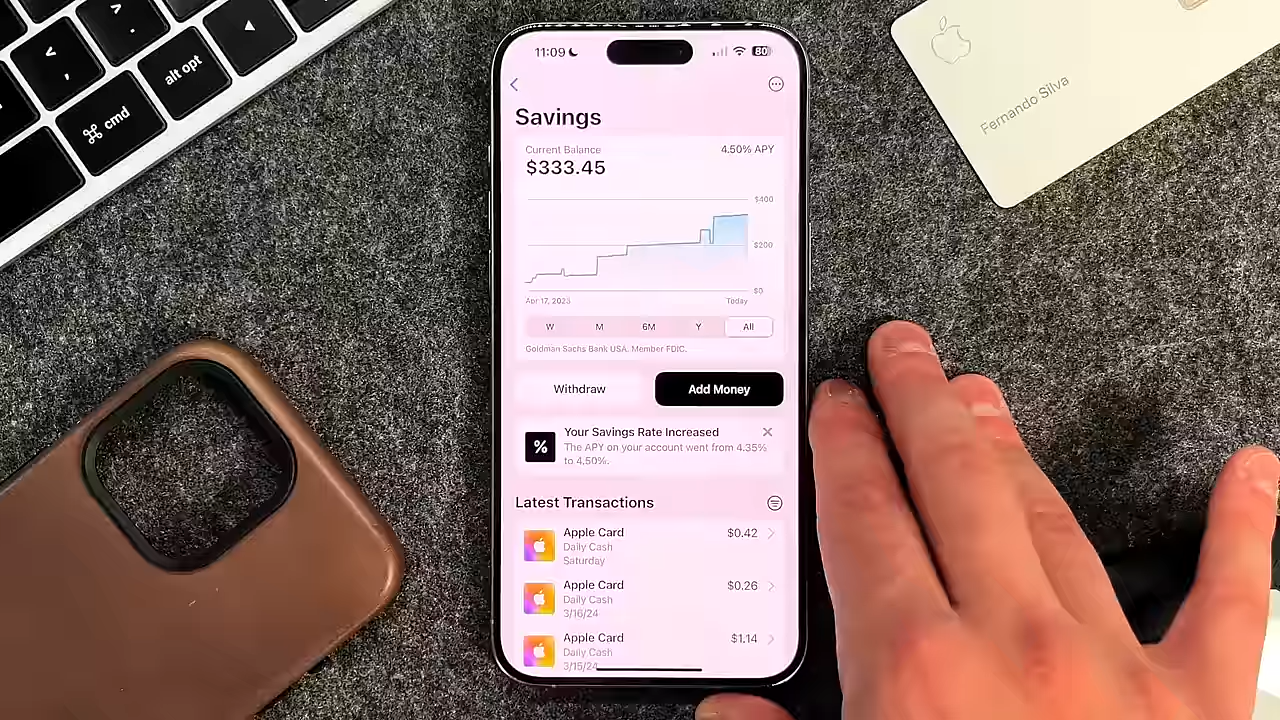 11:09
80
Savings
Current Balance
4.50% APY
$333.45
$400
$200
$0
Apr 17, 2023
Today
W
M
6M
Y
All
Goldman Sachs Bank USA. Member FDIC.
Withdraw
Add Money
%
Your Savings Rate Increased
The APY on your account went from 4.35%
to 4.50%.
Latest Transactions
Apple Card
$0.42
Daily Cash
Saturday
Apple Card
$0.26
Daily Cash
3/16/24
Apple Card
$1.14
Daily Cash
3/15/24
< ,
> .
alt opt
⌘ cmd
Fernando Silva